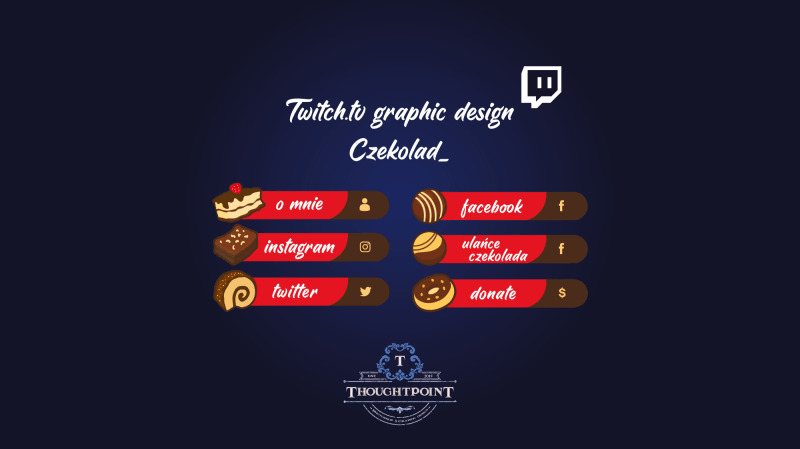 Twitch.tv graphic design
Czekolad_
o mnie
facebook
instagram
ulańce
czekolada
twitter
donate
$
T
THOUGHTPOINT